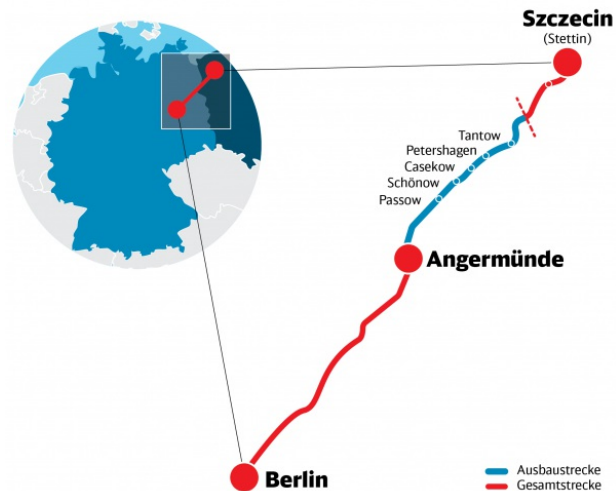 Szczecin
(Stettin)
Tantow
Petershagen
Casekow
Schönow
Passow
Angermünde
Berlin
Ausbaustrecke
Gesamtstrecke